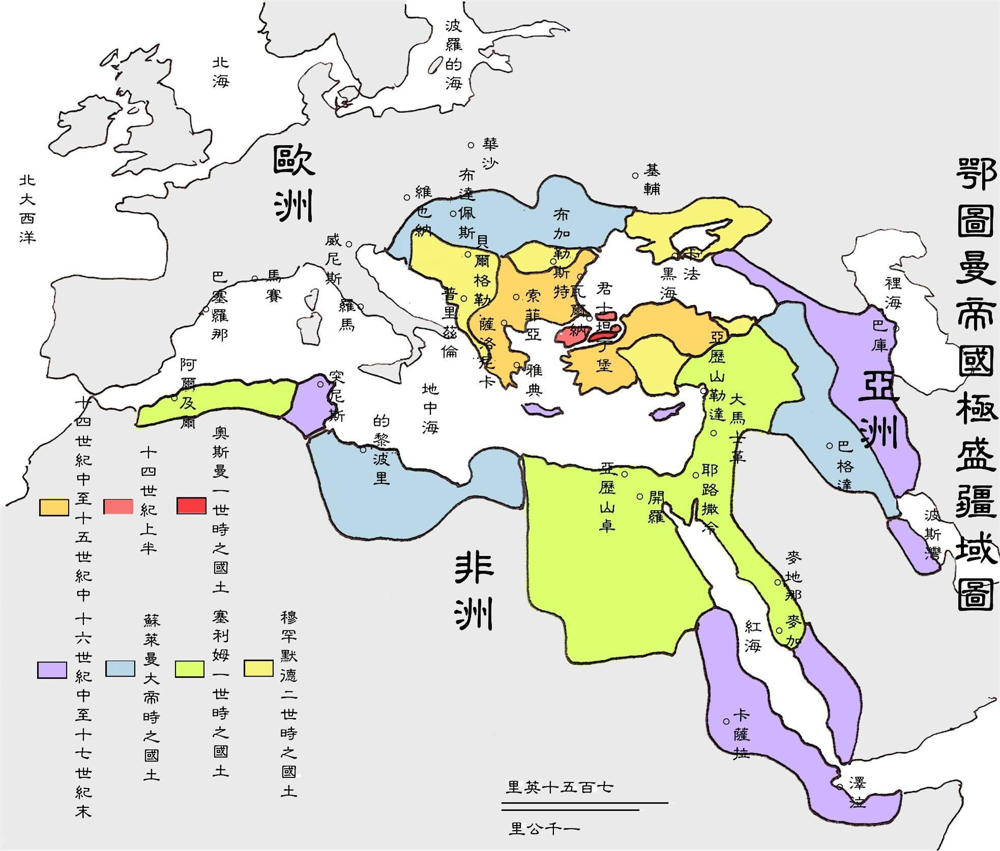 鄂圖曼帝國極盛疆域圖
歐洲
亞洲
非洲
北大西洋
北海
波羅的海
地中海
黑海
裡海
紅海
波斯灣
華沙
基輔
維也納
布達佩斯
布加勒斯特
貝爾格勒
威尼斯
馬賽
巴塞羅那
羅馬
普里茲倫
索菲亞
瓦爾納
君士坦丁堡
薩洛尼卡
雅典
卡法
巴庫
亞歷山勒達
大馬士革
巴格達
耶路撒冷
亞歷山卓
開羅
阿爾及爾
突尼斯
的黎波里
麥地那
麥加
卡薩拉
澤泣
奧斯曼一世時之國土
十四世紀上半
十四世紀中至十五世紀中
穆罕默德二世時之國土
塞利姆一世時之國土
蘇萊曼大帝時之國土
十六世紀中至十七世紀末
里英十五百七
里公千一